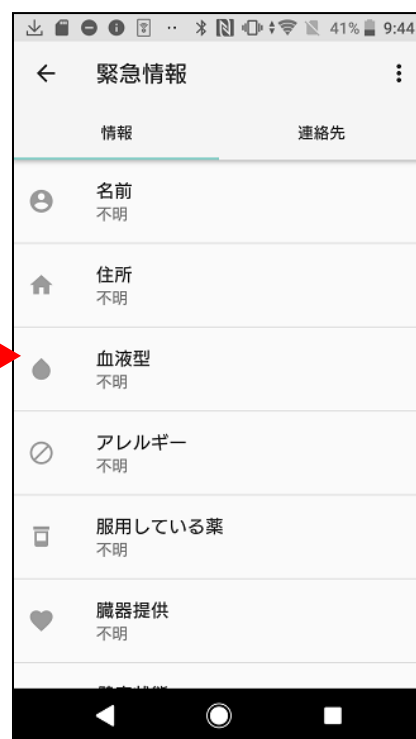 41% 9:44
緊急情報
情報 連絡先
名前
不明
住所
不明
血液型
不明
アレルギー
不明
服用している薬
不明
臓器提供
不明